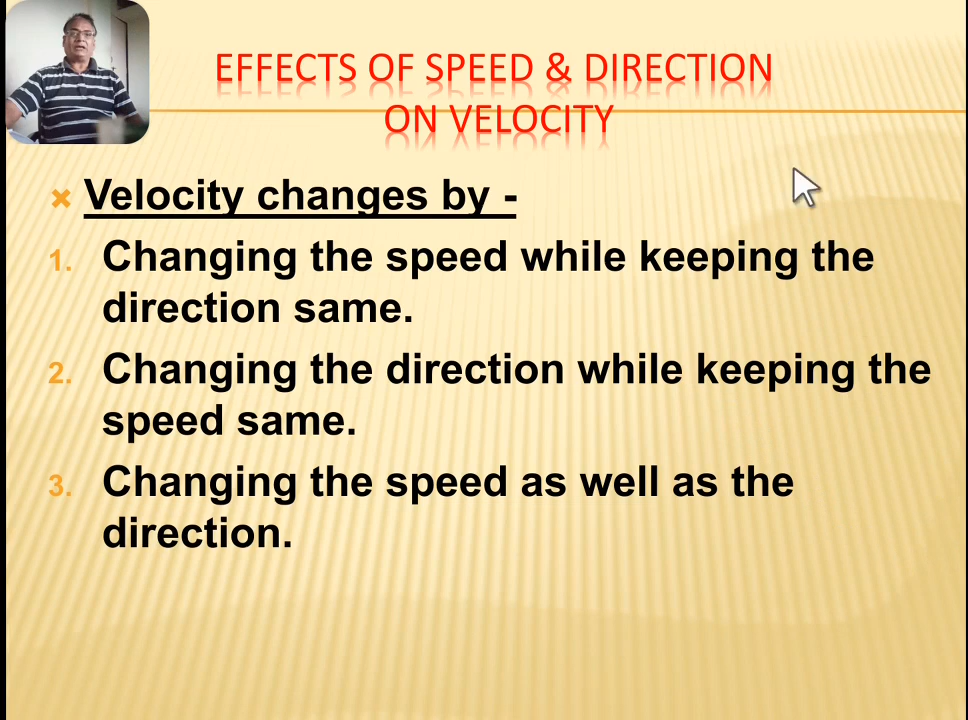 EFFECTS OF SPEED & DIRECTION
ON VELOCITY
Velocity changes by -
1. Changing the speed while keeping the
direction same.
2. Changing the direction while keeping the
speed same.
3. Changing the speed as well as the
direction.